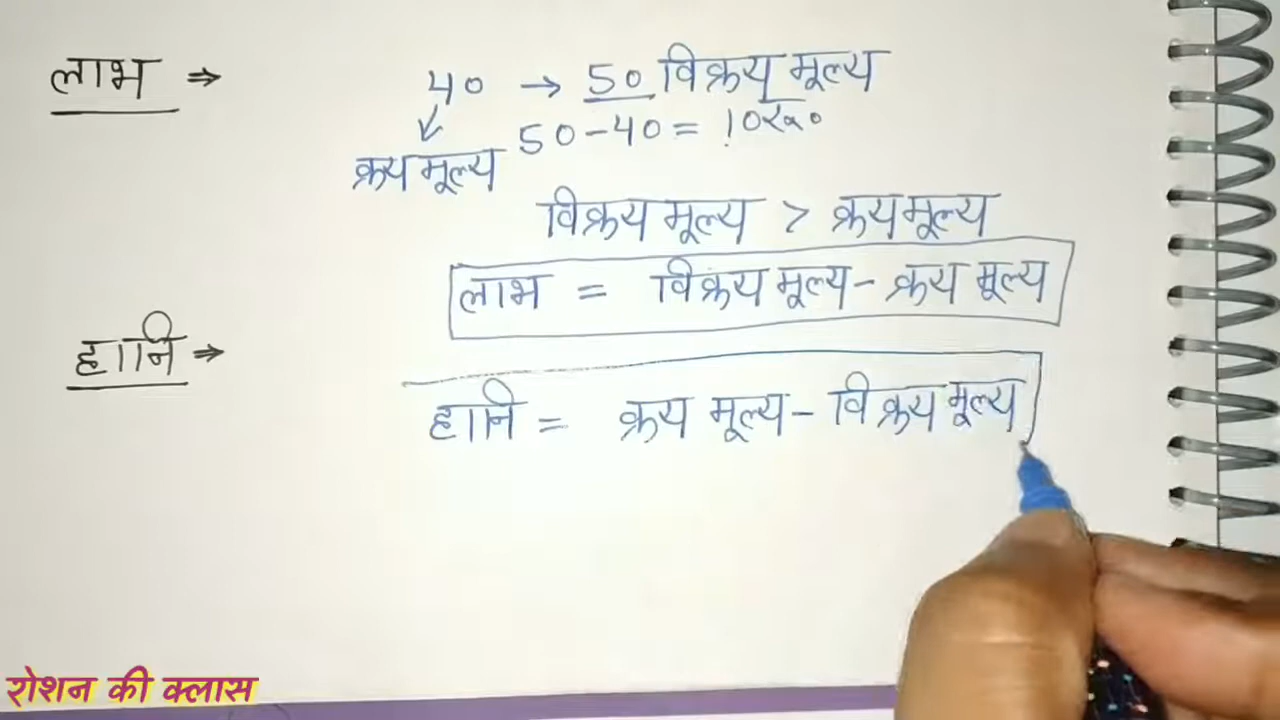 लाभ ⇒ 40 → 50 विक्रय मूल्य
क्रय मूल्य 50-40 = 10रु०
विक्रय मूल्य > क्रय मूल्य
लाभ = विक्रय मूल्य - क्रय मूल्य
हानि ⇒
हानि = क्रय मूल्य - विक्रय मूल्य
रोशन की क्लास